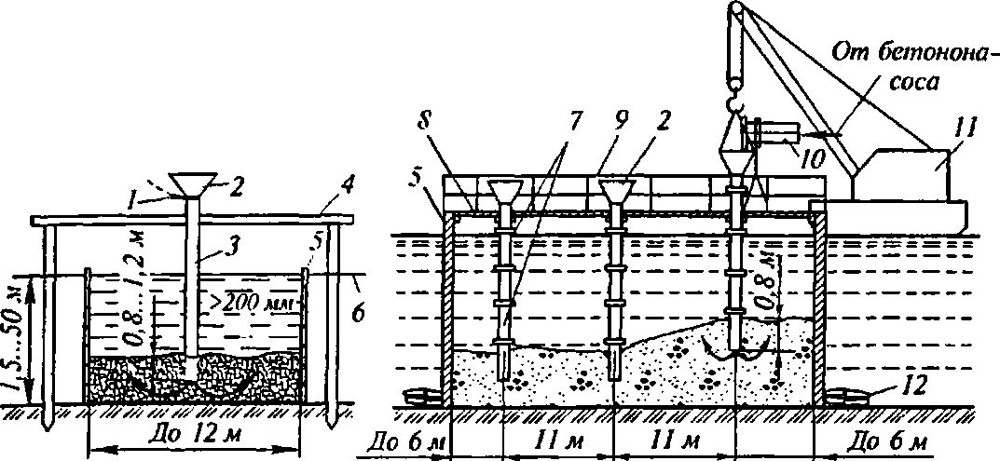 От бетонона-
соса
8
7
9
2
10
11
5
1
2
4
3
5
6
1,5...50 м
0,8...1,2 м
>200 мм
0,8 м
12
До 12 м
До 6 м
11 м
11 м
До 6 м